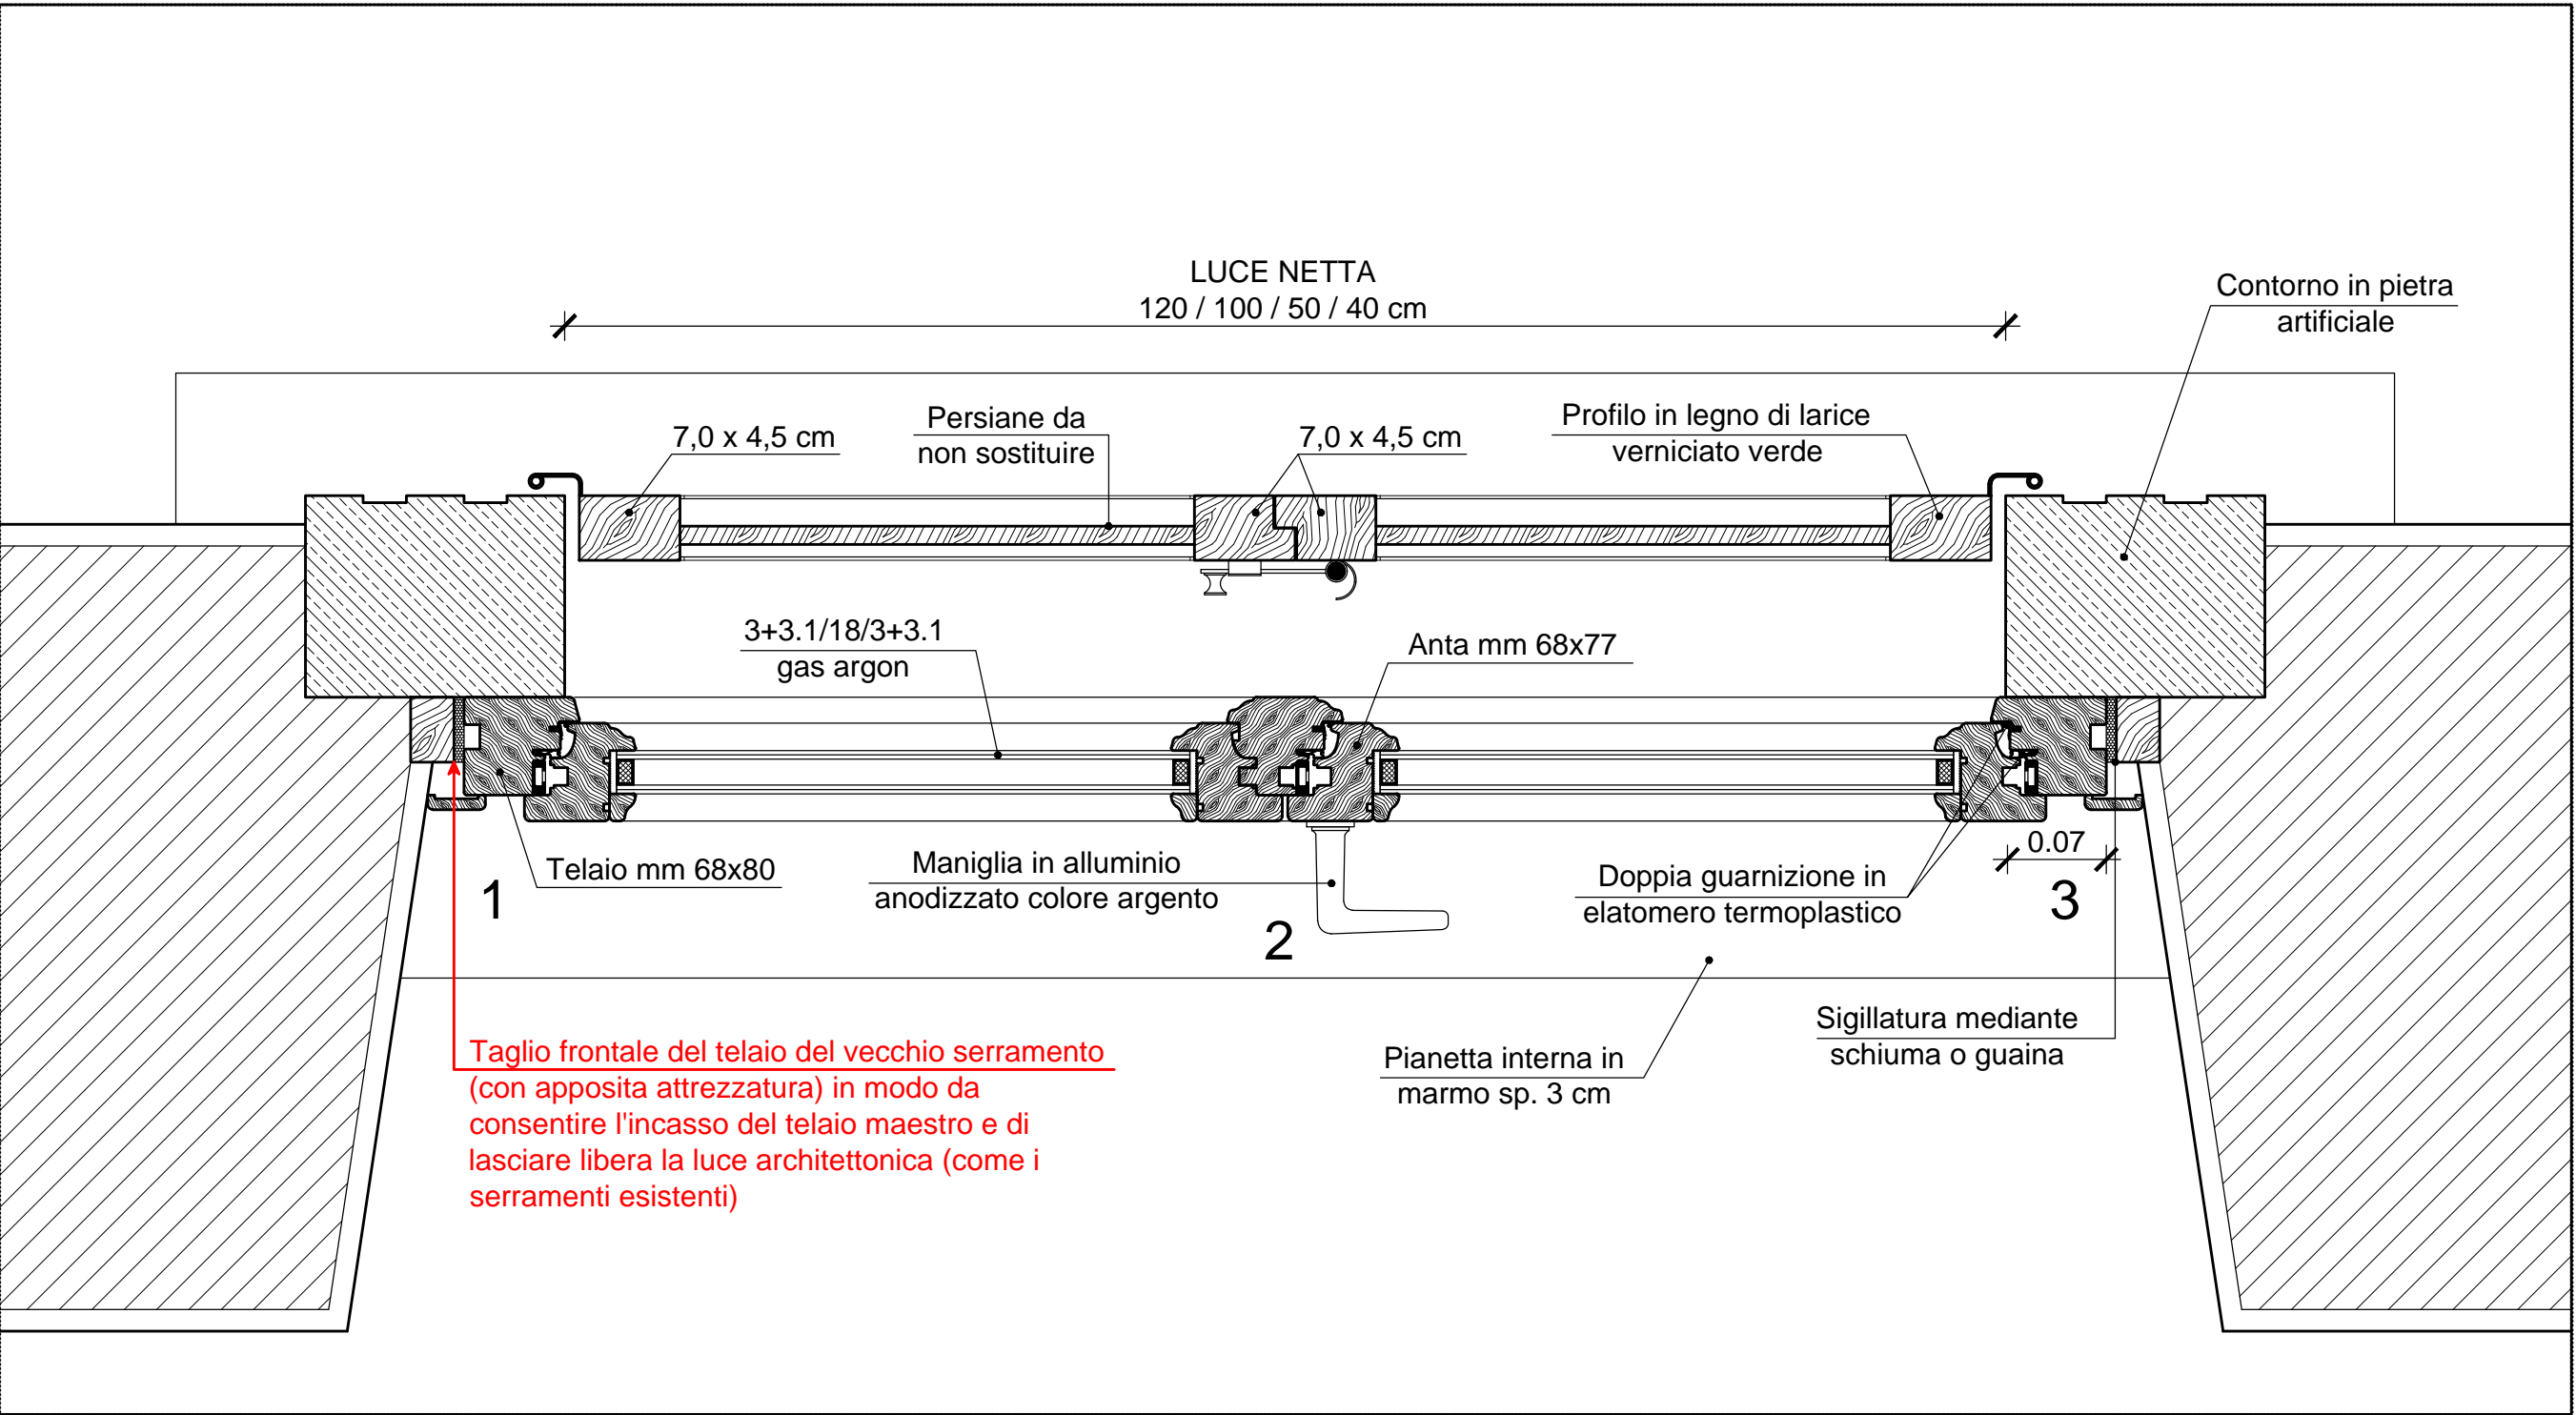 LUCE NETTA
120 / 100 / 50 / 40 cm
Contorno in pietra
artificiale
7,0 x 4,5 cm
Persiane da
non sostituire
7,0 x 4,5 cm
Profilo in legno di larice
verniciato verde
3+3.1/18/3+3.1
gas argon
Anta mm 68x77
Telaio mm 68x80
1
Maniglia in alluminio
anodizzato colore argento
2
Doppia guarnizione in
elatomero termoplastico
0.07
3
Taglio frontale del telaio del vecchio serramento
(con apposita attrezzatura) in modo da
consentire l'incasso del telaio maestro e di
lasciare libera la luce architettonica (come i
serramenti esistenti)
Pianetta interna in
marmo sp. 3 cm
Sigillatura mediante
schiuma o guaina